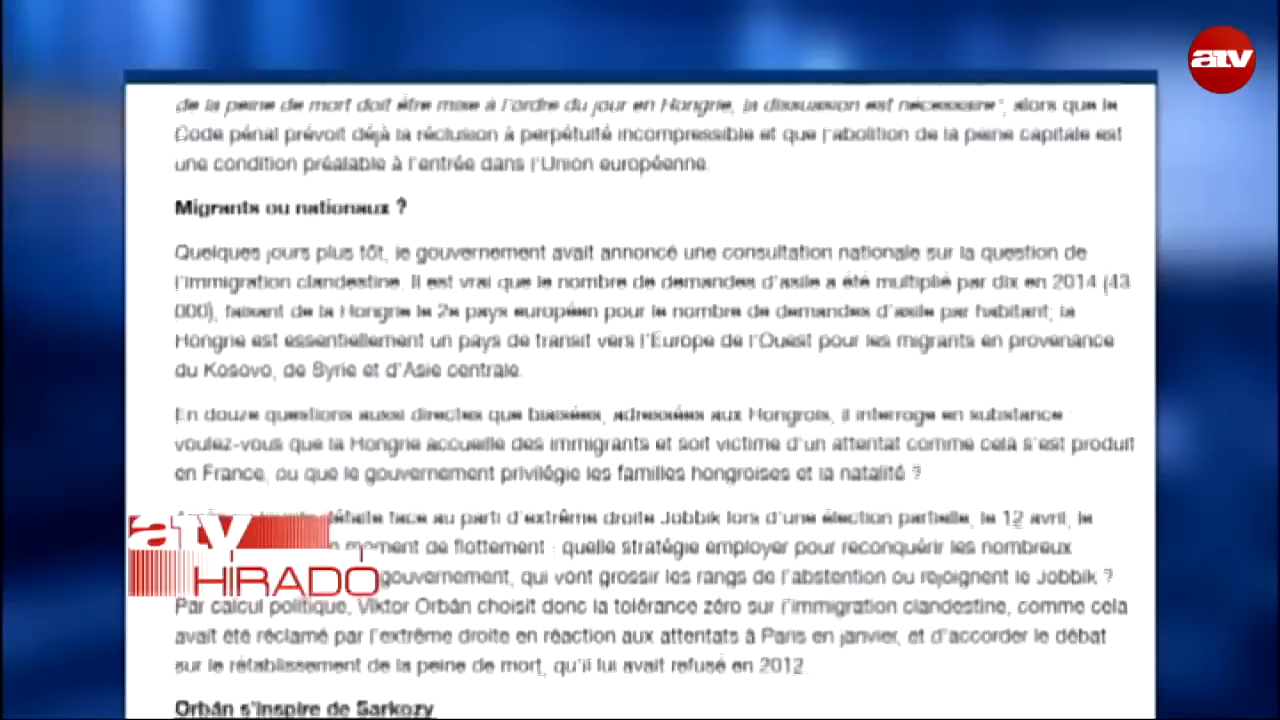 atv
de la peine de mort doit être mise à l'ordre du jour en Hongrie, la discussion est nécessaire", alors que le
Code pénal prévoit déjà la réclusion à perpétuité incompressible et que l'abolition de la peine capitale est
une condition préalable à l'entrée dans l'Union européenne.
Migrants ou nationaux ?
Quelques jours plus tôt, le gouvernement avait annoncé une consultation nationale sur la question de
l'immigration clandestine. Il est vrai que le nombre de demandes d'asile a été multiplié par dix en 2014 (43
000), faisant de la Hongrie le 2e pays européen pour le nombre de demandes d'asile par habitant; la
Hongrie est essentiellement un pays de transit vers l'Europe de l'Ouest pour les migrants en provenance
du Kosovo, de Syrie et d'Asie centrale.
En douze questions aussi directes que biaisées, adressées aux Hongrois, il interroge en substance :
voulez-vous que la Hongrie accueille des immigrants et soit victime d'un attentat comme cela s'est produit
en France, ou que le gouvernement privilégie les familles hongroises et la natalité ?
défaite face au parti d'extrême droite Jobbik lors d'une élection partielle, le 12 avril, le
moment de flottement : quelle stratégie employer pour reconquérir les nombreux
gouvernement, qui vont grossir les rangs de l'abstention ou rejoignent le Jobbik ?
Par calcul politique, Viktor Orbán choisit donc la tolérance zéro sur l'immigration clandestine, comme cela
avait été réclamé par l'extrême droite en réaction aux attentats à Paris en janvier, et d'accorder le débat
sur le rétablissement de la peine de mort, qu'il lui avait refusé en 2012.
Orbán s'inspire de Sarkozy
atv
HIRADÓ